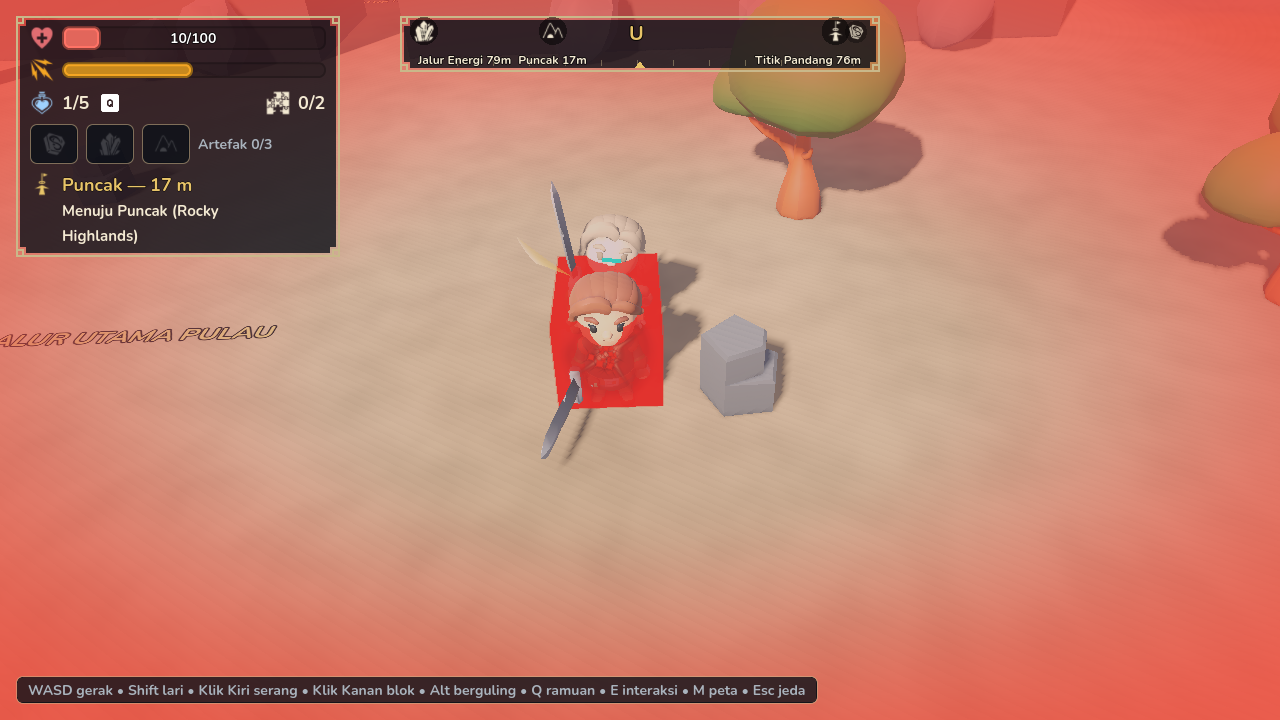 10/100
1/5 Q 0/2
Artefak 0/3
Puncak — 17 m
Menuju Puncak (Rocky
Highlands)
U
Jalur Energi 79m Puncak 17m Titik Pandang 76m
ALUR UTAMA PULAU
WASD gerak • Shift lari • Klik Kiri serang • Klik Kanan blok • Alt berguling • Q ramuan • E interaksi • M peta • Esc jeda